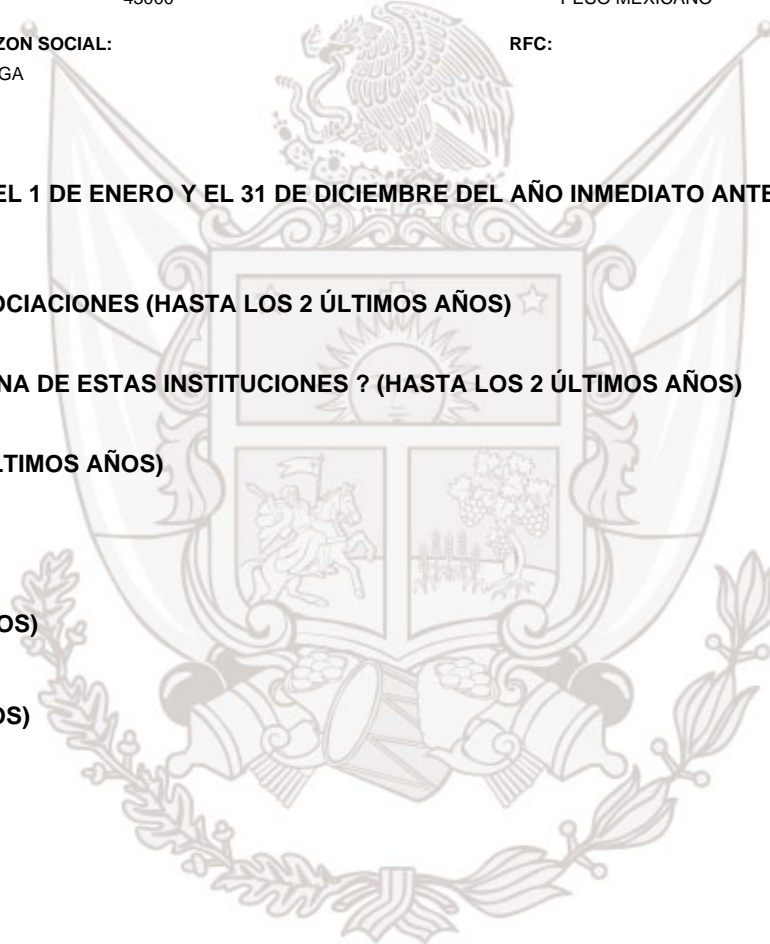 45000 PESO MEXICANO
ZON SOCIAL: RFC:
GA
EL 1 DE ENERO Y EL 31 DE DICIEMBRE DEL AÑO INMEDIATO ANTE
OCIACIONES (HASTA LOS 2 ÚLTIMOS AÑOS)
NA DE ESTAS INSTITUCIONES ? (HASTA LOS 2 ÚLTIMOS AÑOS)
LTIMOS AÑOS)
OS)
OS)